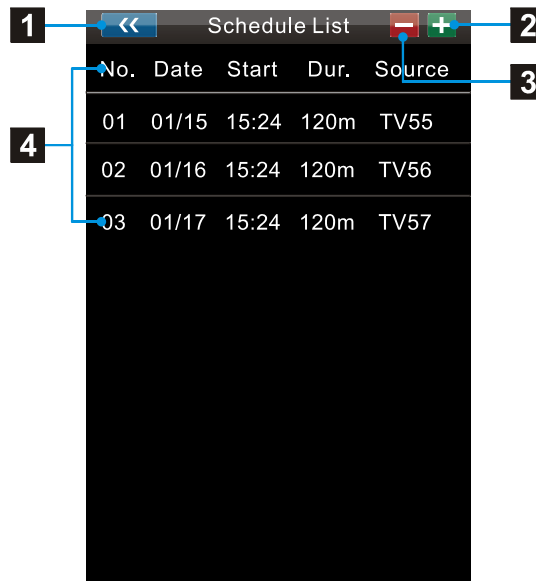 1 << Schedule List − + 2
3
No. Date Start Dur. Source
4
01 01/15 15:24 120m TV55
02 01/16 15:24 120m TV56
03 01/17 15:24 120m TV57